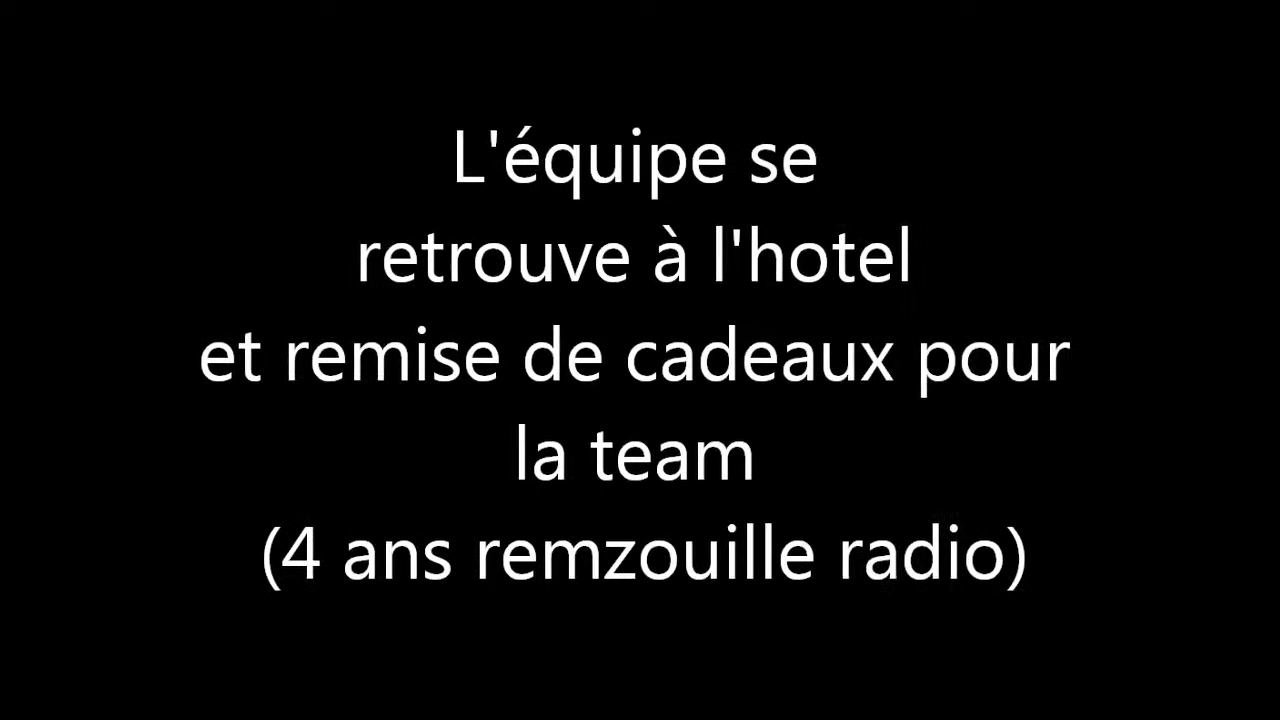 L'équipe se
retrouve à l'hotel
et remise de cadeaux pour
la team
(4 ans remzouille radio)